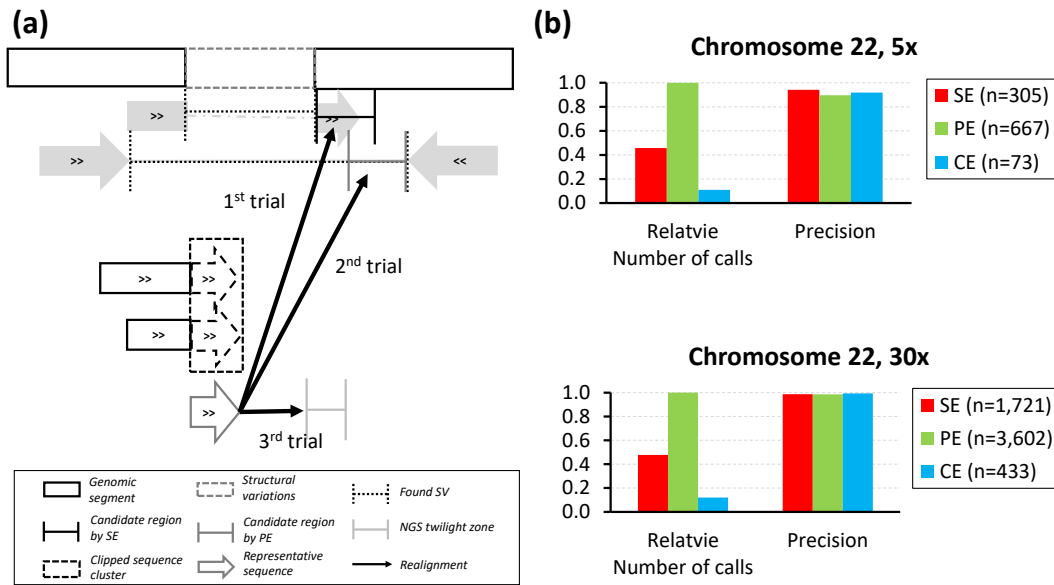 (a)
>>
>>
>>
<<
1st trial
2nd trial
>>
>>
>>
>>
>>
3rd trial
Genomic
segment
Structural
variations
Found SV
Candidate region
by SE
Candidate region
by PE
NGS twilight zone
Clipped sequence
cluster
Representative
sequence
Realignment
(b)
Chromosome 22, 5x
1.0
0.8
0.6
0.4
0.2
0.0
Relatvie
Number of calls
Precision
SE (n=305)
PE (n=667)
CE (n=73)
Chromosome 22, 30x
1.0
0.8
0.6
0.4
0.2
0.0
Relatvie
Number of calls
Precision
SE (n=1,721)
PE (n=3,602)
CE (n=433)